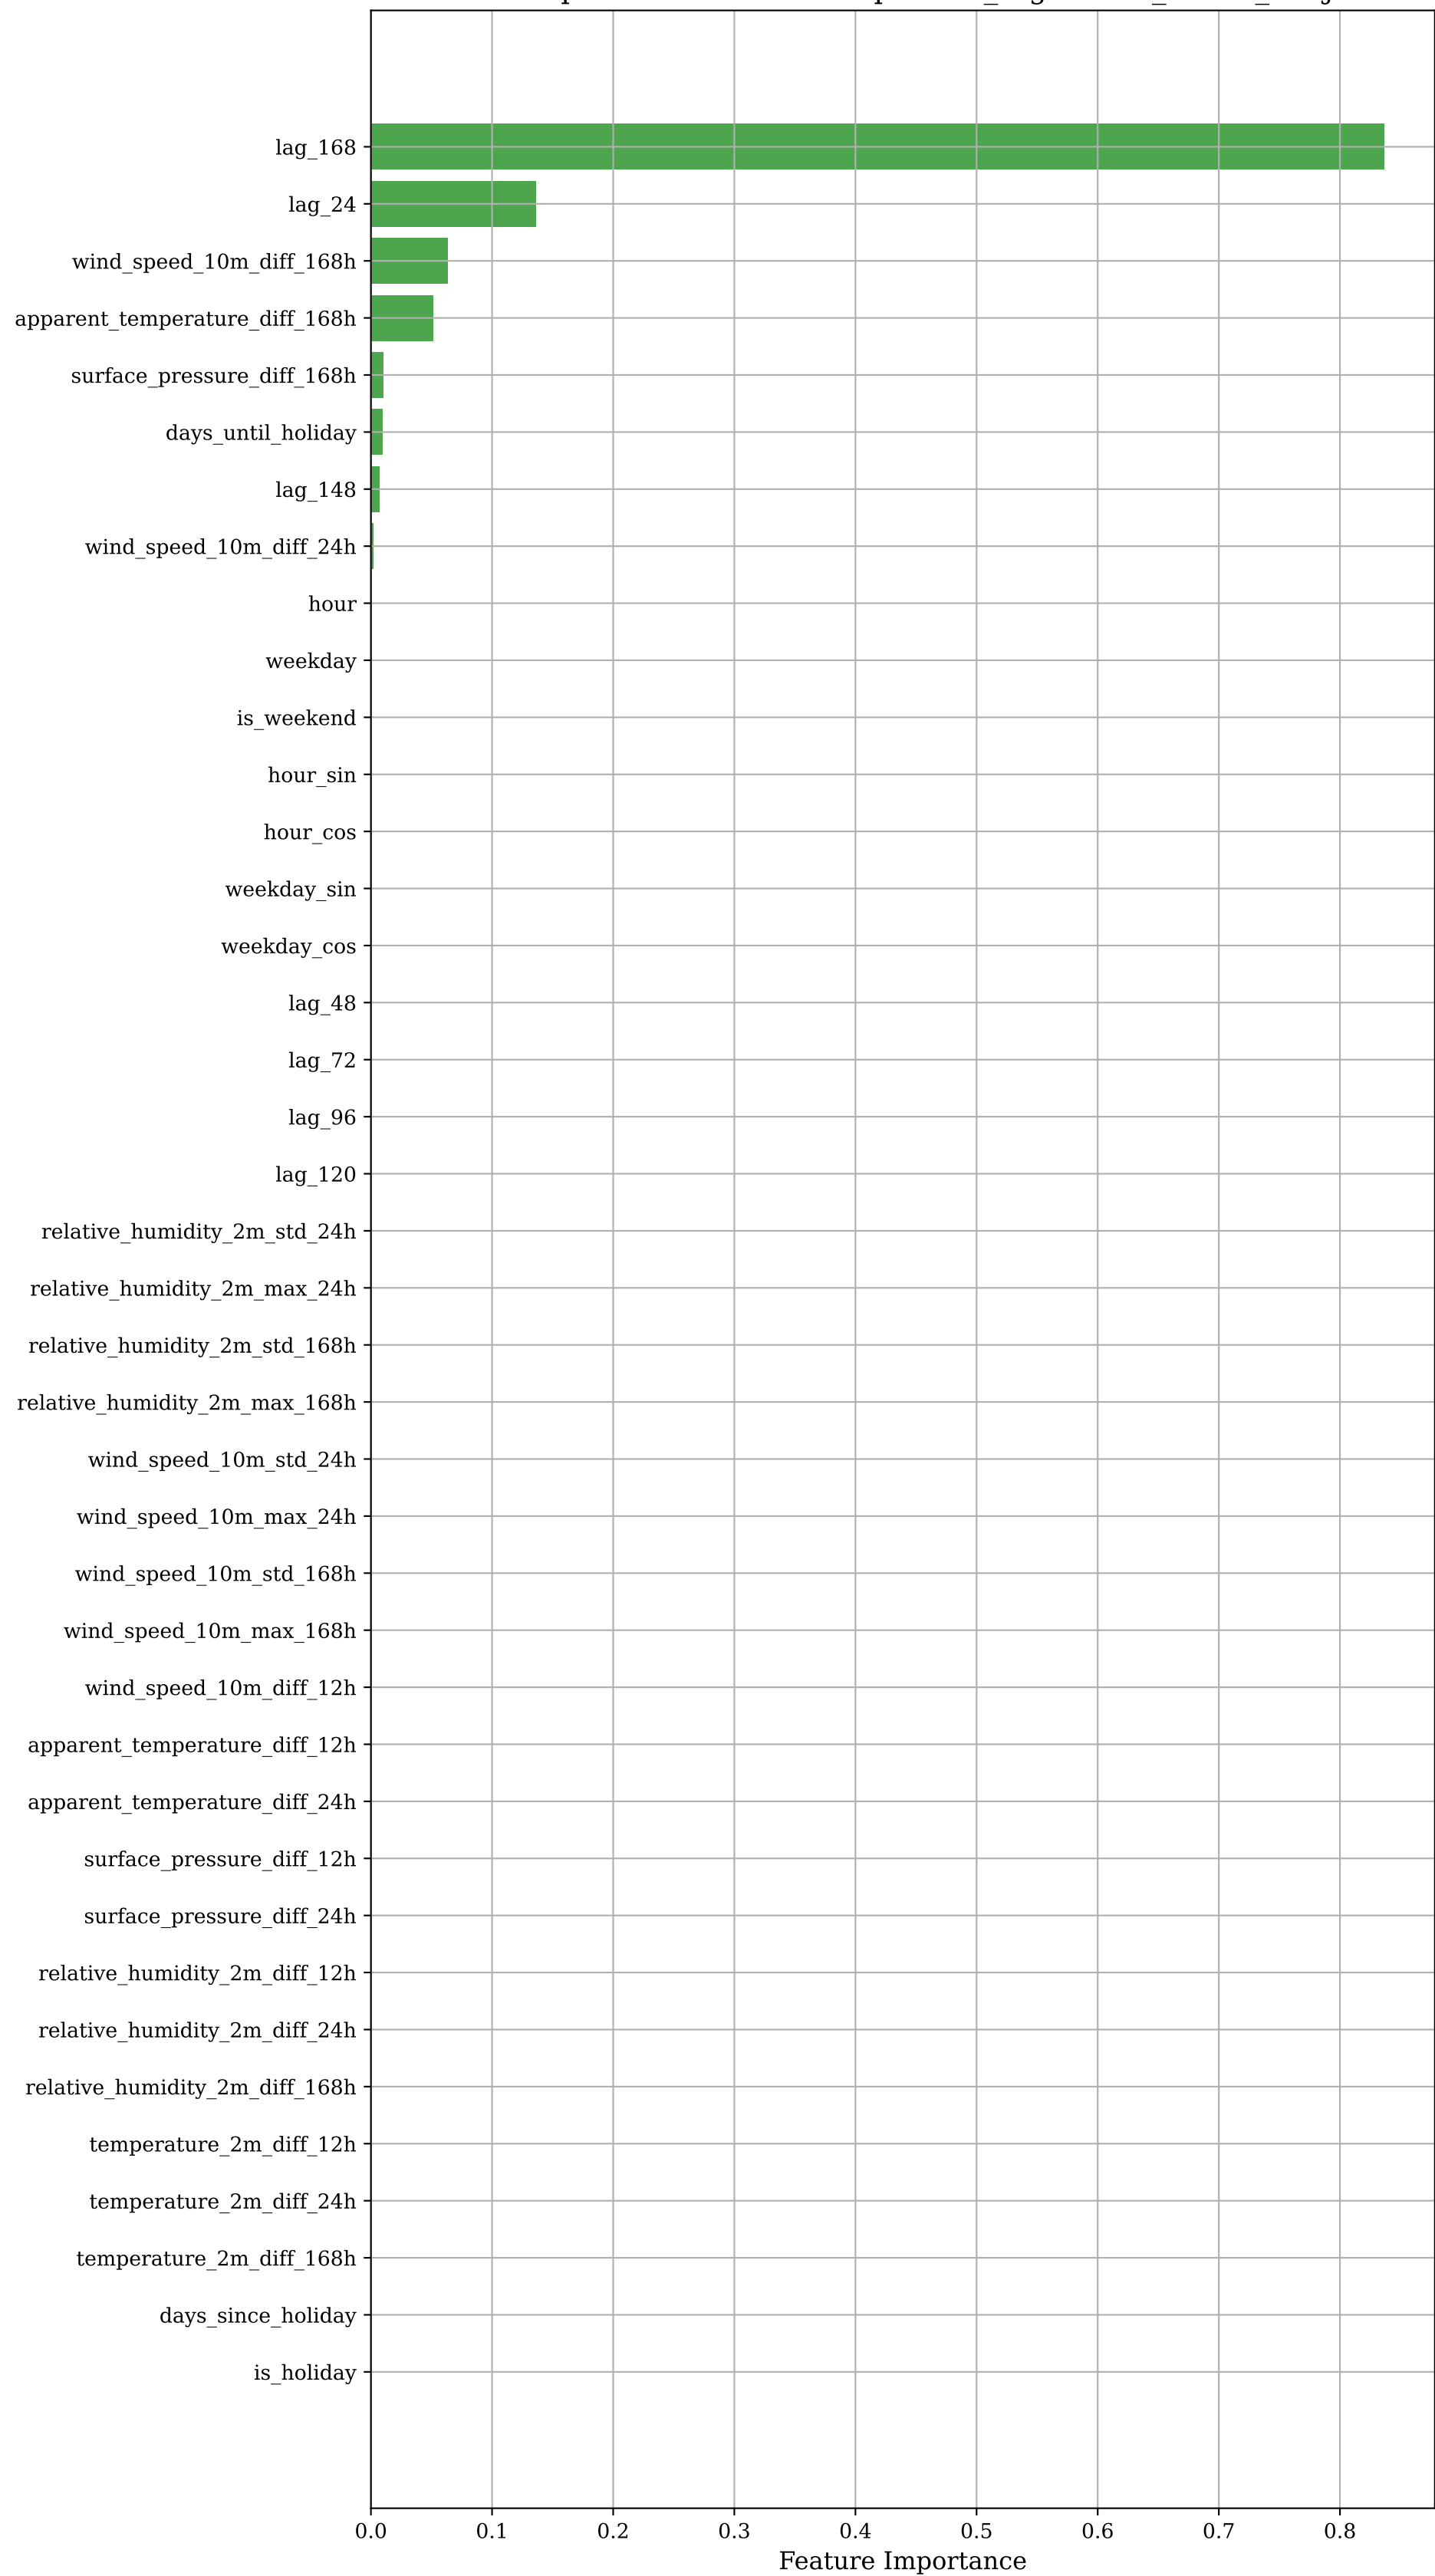 lag_168
lag_24
wind_speed_10m_diff_168h
apparent_temperature_diff_168h
surface_pressure_diff_168h
days_until_holiday
lag_148
wind_speed_10m_diff_24h
hour
weekday
is_weekend
hour_sin
hour_cos
weekday_sin
weekday_cos
lag_48
lag_72
lag_96
lag_120
relative_humidity_2m_std_24h
relative_humidity_2m_max_24h
relative_humidity_2m_std_168h
relative_humidity_2m_max_168h
wind_speed_10m_std_24h
wind_speed_10m_max_24h
wind_speed_10m_std_168h
wind_speed_10m_max_168h
wind_speed_10m_diff_12h
apparent_temperature_diff_12h
apparent_temperature_diff_24h
surface_pressure_diff_12h
surface_pressure_diff_24h
relative_humidity_2m_diff_12h
relative_humidity_2m_diff_24h
relative_humidity_2m_diff_168h
temperature_2m_diff_12h
temperature_2m_diff_24h
temperature_2m_diff_168h
days_since_holiday
is_holiday
0.0 0.1 0.2 0.3 0.4 0.5 0.6 0.7 0.8
Feature Importance